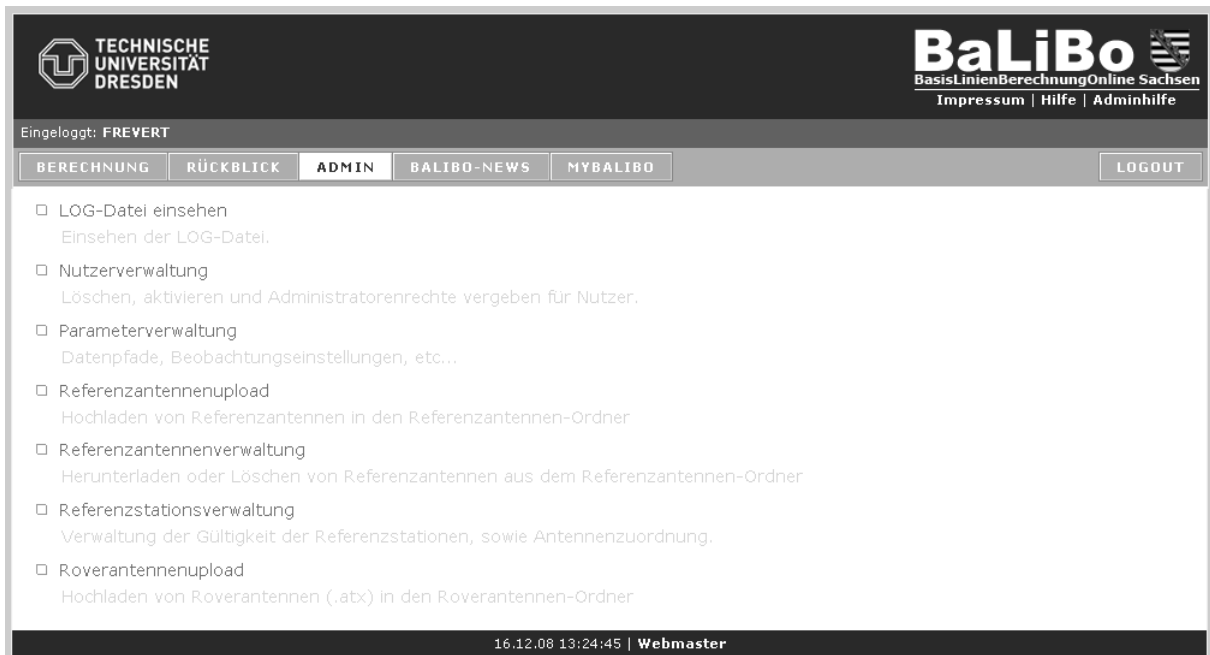 TECHNISCHE
UNIVERSITÄT
DRESDEN
BaLiBo
BasisLinienBerechnungOnline Sachsen
Impressum | Hilfe | Adminhilfe
Eingeloggt: FREVERT
BERECHNUNG RÜCKBLICK ADMIN BALIBO-NEWS MYBALIBO LOGOUT
LOG-Datei einsehen
Einsehen der LOG-Datei.
Nutzerverwaltung
Löschen, aktivieren und Administratorenrechte vergeben für Nutzer.
Parameterverwaltung
Datenpfade, Beobachtungseinstellungen, etc...
Referenzantennenupload
Hochladen von Referenzantennen in den Referenzantennen-Ordner
Referenzantennenverwaltung
Herunterladen oder Löschen von Referenzantennen aus dem Referenzantennen-Ordner
Referenzstationsverwaltung
Verwaltung der Gültigkeit der Referenzstationen, sowie Antennenzuordnung.
Roverantennenupload
Hochladen von Roverantennen (.atx) in den Roverantennen-Ordner
16.12.08 13:24:45 | Webmaster